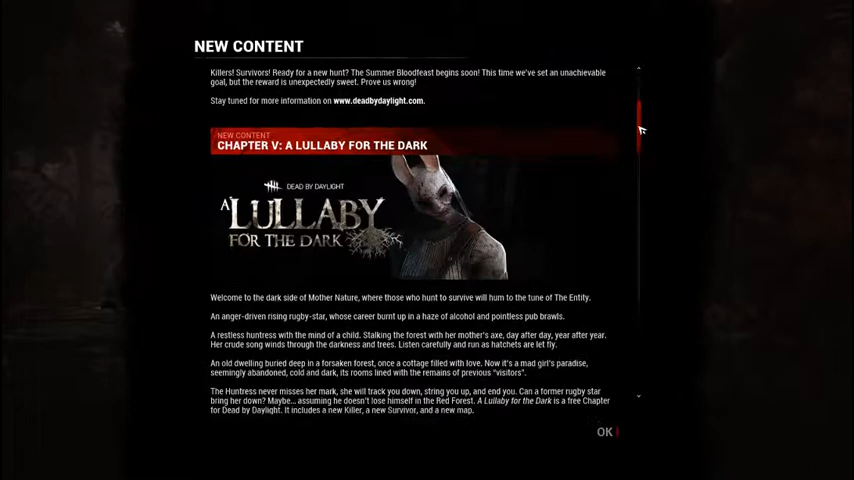 NEW CONTENT
Killers! Survivors! Ready for a new hunt? The Summer Bloodfeast begins soon! This time we've set an unachievable
goal, but the reward is unexpectedly sweet. Prove us wrong!
Stay tuned for more information on www.deadbydaylight.com.
NEW CONTENT
CHAPTER V: A LULLABY FOR THE DARK
DEAD BY DAYLIGHT
A LULLABY
FOR THE DARK
Welcome to the dark side of Mother Nature, where those who hunt to survive will hum to the tune of The Entity.
An anger-driven rising rugby-star, whose career burnt up in a haze of alcohol and pointless pub brawls.
A restless huntress with the mind of a child. Stalking the forest with her mother's axe, day after day, year after year.
Her crude song winds through the darkness and trees. Listen carefully and run as hatchets are let fly.
An old dwelling buried deep in a forsaken forest, once a cottage filled with love. Now it's a mad girl's paradise,
seemingly abandoned, cold and dark, its rooms lined with the remains of previous "visitors".
The Huntress never misses her mark, she will track you down, string you up, and end you. Can a former rugby star
bring her down? Maybe... assuming he doesn't lose himself in the Red Forest. A Lullaby for the Dark is a free Chapter
for Dead by Daylight. It includes a new Killer, a new Survivor, and a new map.
OK